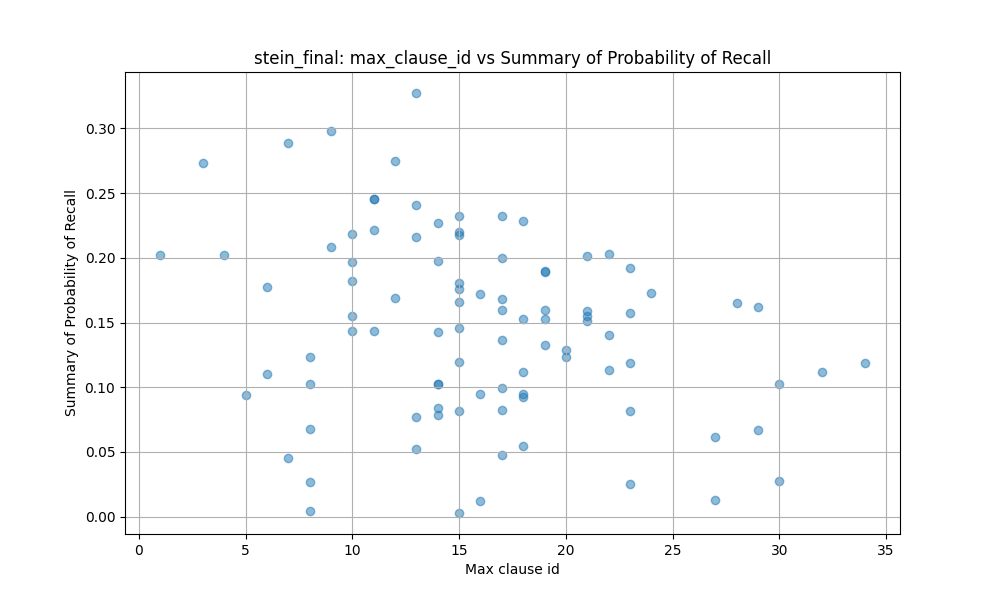 stein_final: max_clause_id vs Summary of Probability of Recall
Summary of Probability of Recall
0.30
0.25
0.20
0.15
0.10
0.05
0.00
0 5 10 15 20 25 30 35
Max clause id